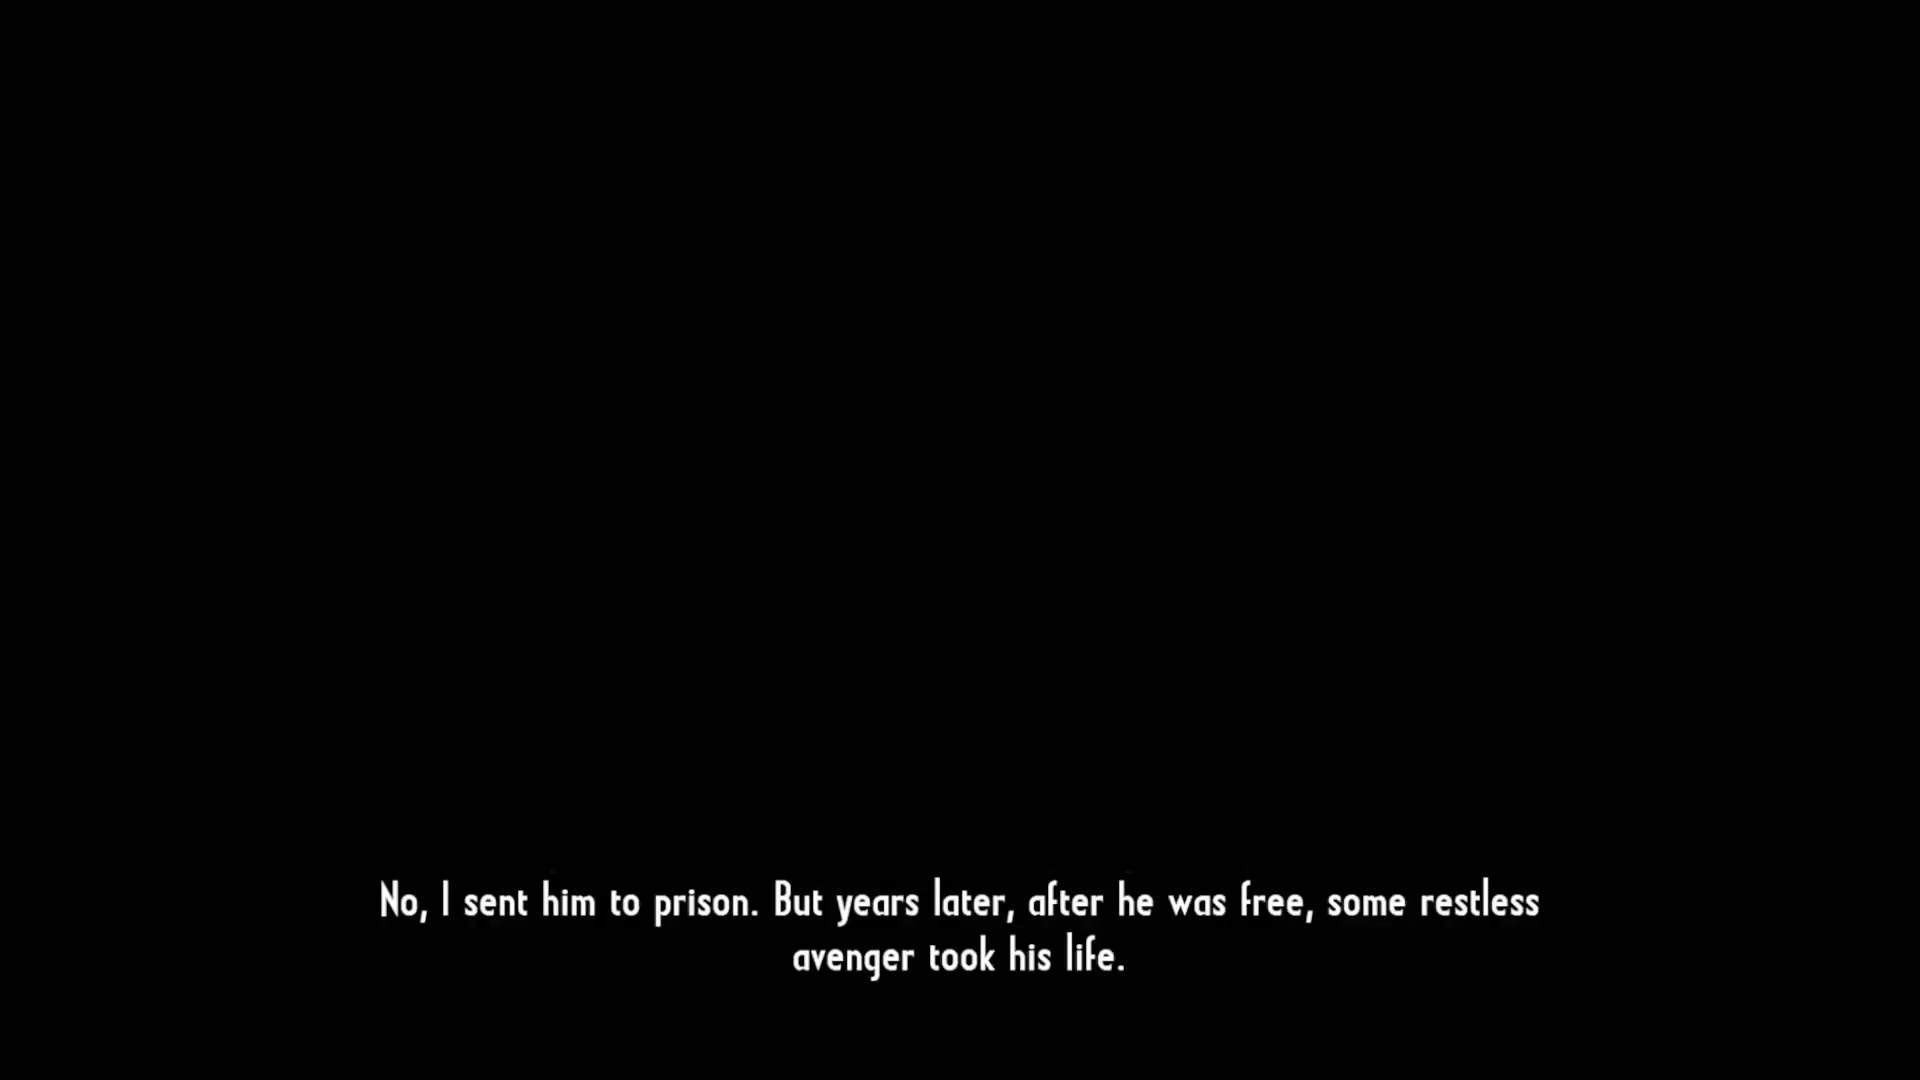 No, I sent him to prison. But years later, after he was free, some restless
avenger took his life.